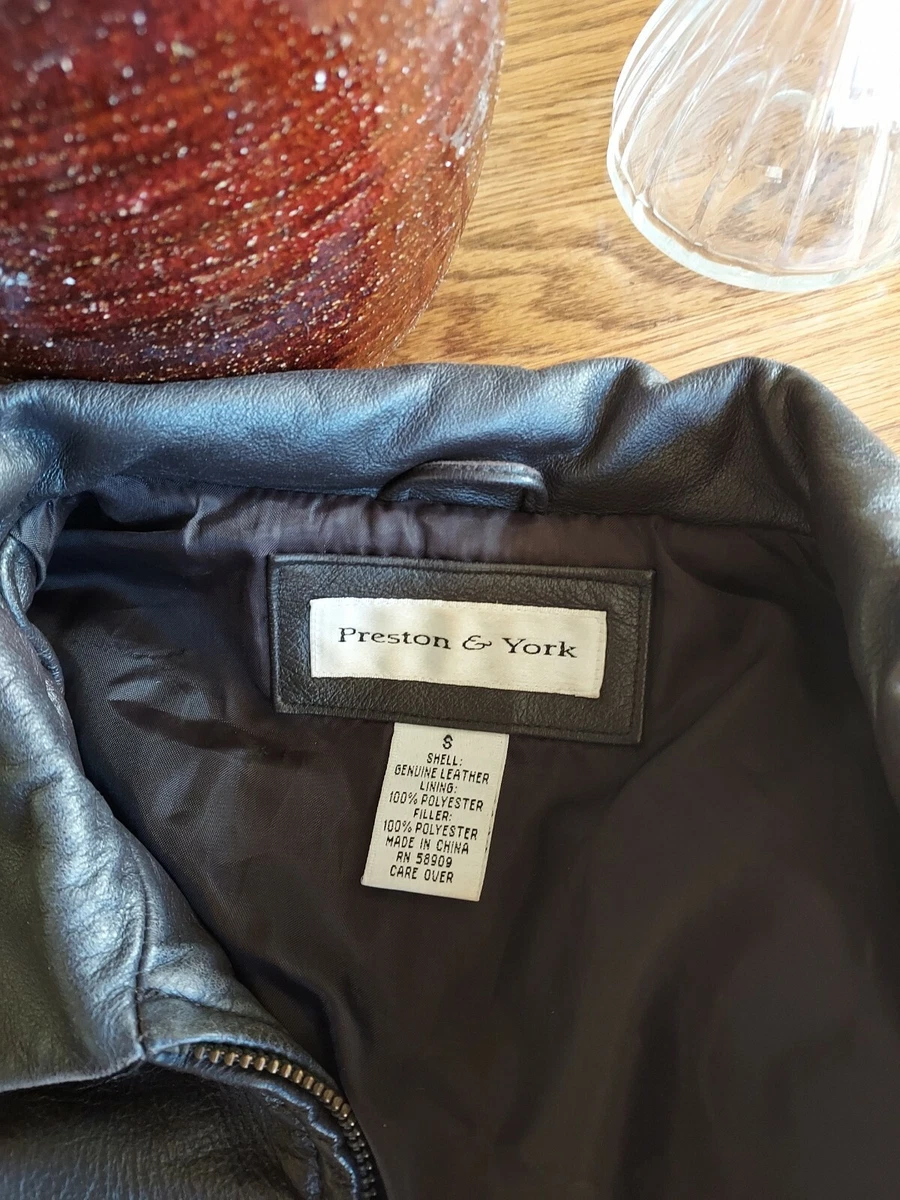 Preston & York
S
SHELL:
GENUINE LEATHER
LINING:
100% POLYESTER
FILLER:
100% POLYESTER
MADE IN CHINA
RN 58909
CARE OVER